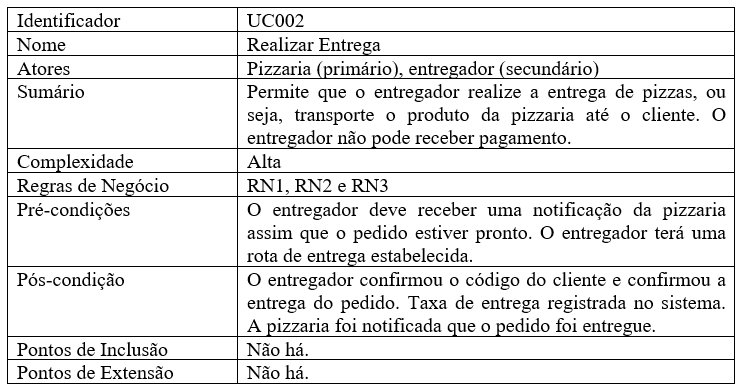 Identificador UC002
Nome Realizar Entrega
Atores Pizzaria (primário), entregador (secundário)
Sumário Permite que o entregador realize a entrega de pizzas, ou
seja, transporte o produto da pizzaria até o cliente. O
entregador não pode receber pagamento.
Complexidade Alta
Regras de Negócio RN1, RN2 e RN3
Pré-condições O entregador deve receber uma notificação da pizzaria
assim que o pedido estiver pronto. O entregador terá uma
rota de entrega estabelecida.
Pós-condição O entregador confirmou o código do cliente e confirmou a
entrega do pedido. Taxa de entrega registrada no sistema.
A pizzaria foi notificada que o pedido foi entregue.
Pontos de Inclusão Não há.
Pontos de Extensão Não há.